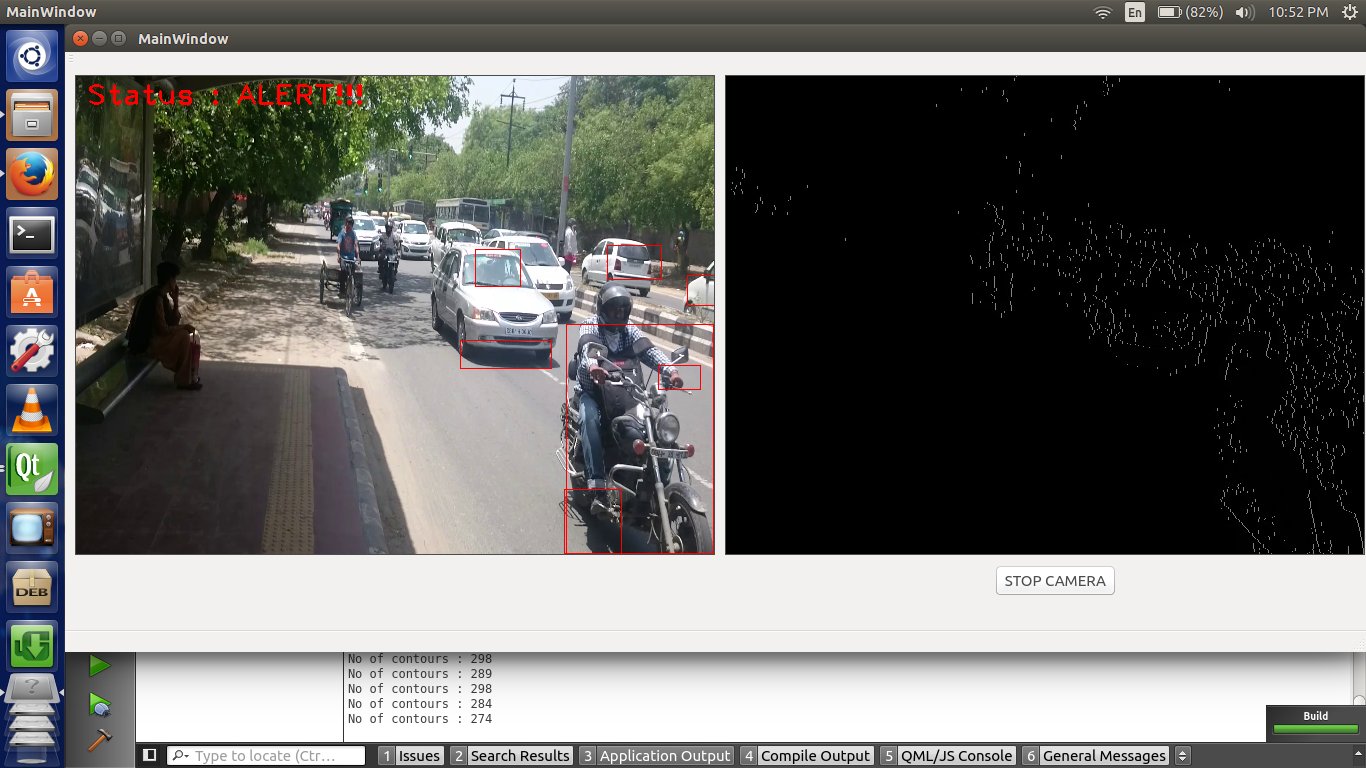 MainWindow
En
(82%)
10:52 PM
MainWindow
Status : ALERT!!!
STOP CAMERA
No of contours : 298
No of contours : 289
No of contours : 298
No of contours : 284
No of contours : 274
Qt
DEB
Build
Type to locate (Ctr...
1 Issues
2 Search Results
3 Application Output
4 Compile Output
5 QML/JS Console
6 General Messages